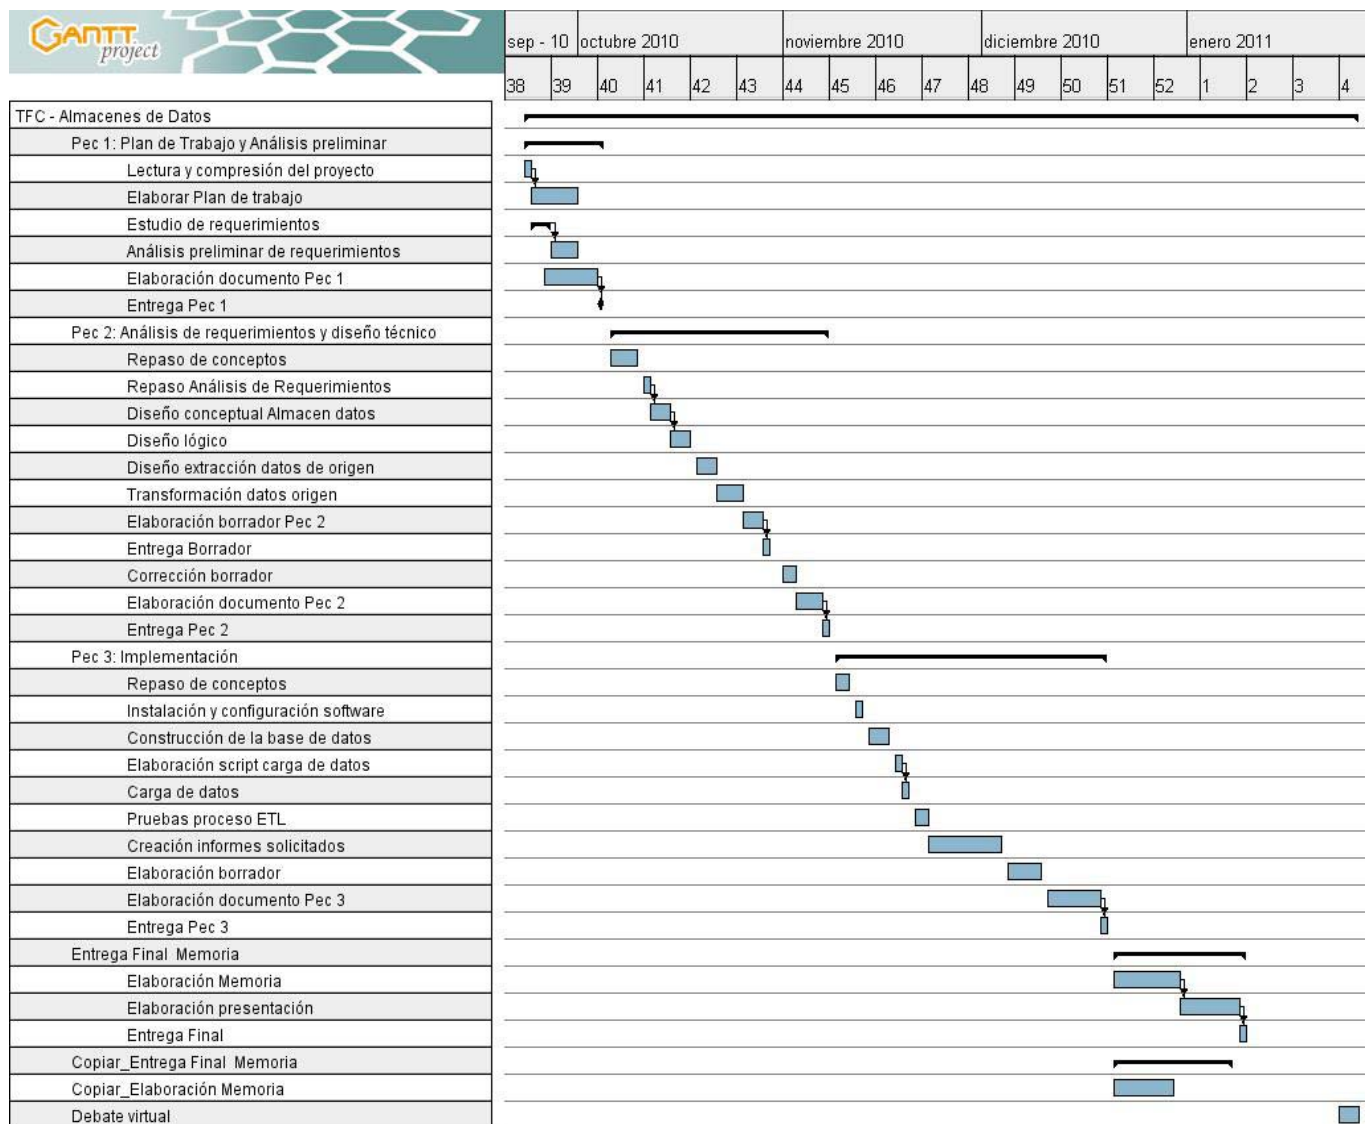 GANTT
project
sep - 10 octubre 2010 noviembre 2010 diciembre 2010 enero 2011
38 39 40 41 42 43 44 45 46 47 48 49 50 51 52 1 2 3 4
TFC - Almacenes de Datos
Pec 1: Plan de Trabajo y Análisis preliminar
Lectura y compresión del proyecto
Elaborar Plan de trabajo
Estudio de requerimientos
Análisis preliminar de requerimientos
Elaboración documento Pec 1
Entrega Pec 1
Pec 2: Análisis de requerimientos y diseño técnico
Repaso de conceptos
Repaso Análisis de Requerimientos
Diseño conceptual Almacen datos
Diseño lógico
Diseño extracción datos de origen
Transformación datos origen
Elaboración borrador Pec 2
Entrega Borrador
Corrección borrador
Elaboración documento Pec 2
Entrega Pec 2
Pec 3: Implementación
Repaso de conceptos
Instalación y configuración software
Construcción de la base de datos
Elaboración script carga de datos
Carga de datos
Pruebas proceso ETL
Creación informes solicitados
Elaboración borrador
Elaboración documento Pec 3
Entrega Pec 3
Entrega Final Memoria
Elaboración Memoria
Elaboración presentación
Entrega Final
Copiar_Entrega Final Memoria
Copiar_Elaboración Memoria
Debate virtual